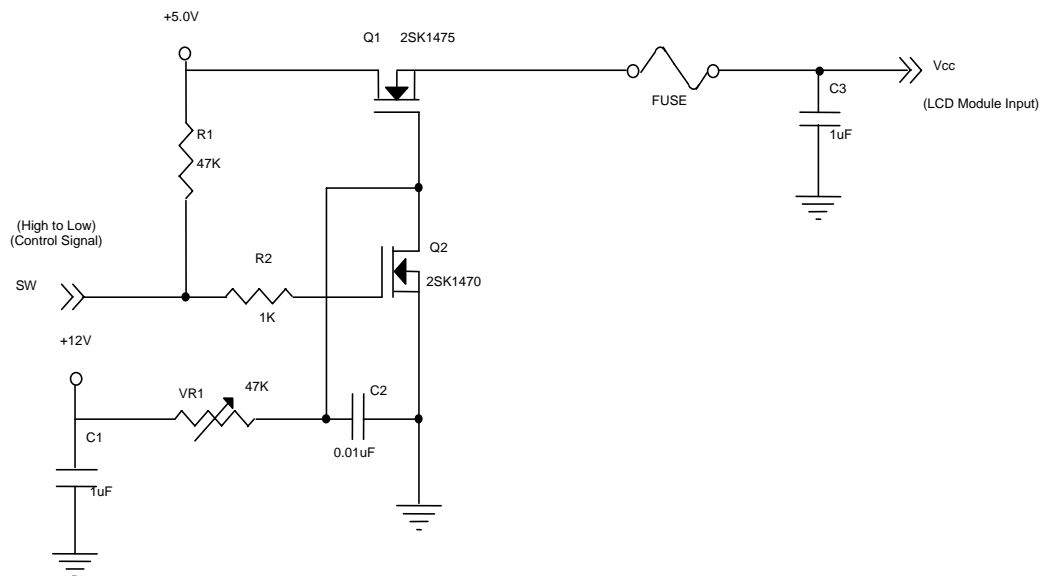 +5.0V
Q1 2SK1475
Vcc
FUSE
C3
(LCD Module Input)
1uF
R1
47K
(High to Low)
(Control Signal)
SW
R2
1K
Q2
2SK1470
+12V
VR1
47K
C2
0.01uF
C1
1uF